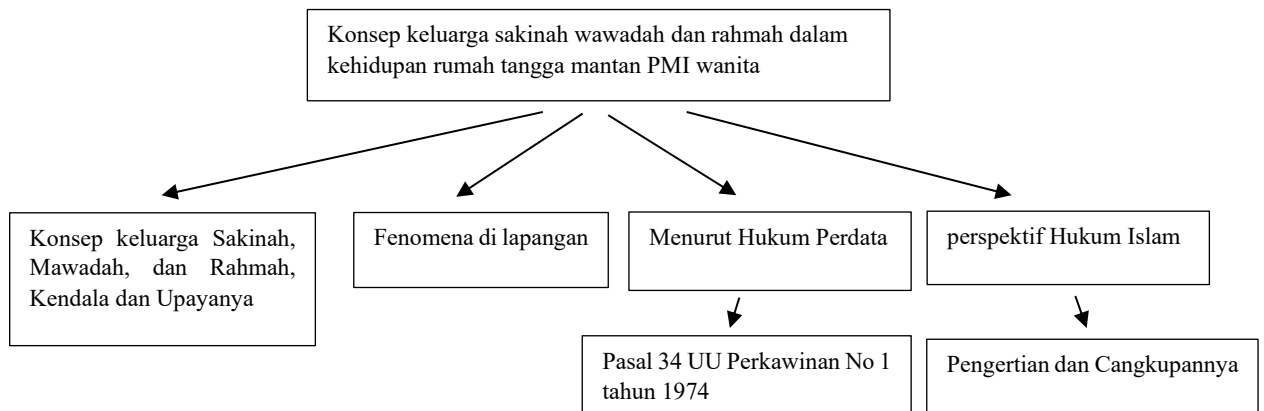 Konsep keluarga sakinah wawadah dan rahmah dalam
kehidupan rumah tangga mantan PMI wanita
Konsep keluarga Sakinah,
Mawadah, dan Rahmah,
Kendala dan Upayanya
Fenomena di lapangan
Menurut Hukum Perdata
perspektif Hukum Islam
Pasal 34 UU Perkawinan No 1
tahun 1974
Pengertian dan Cangkupannya